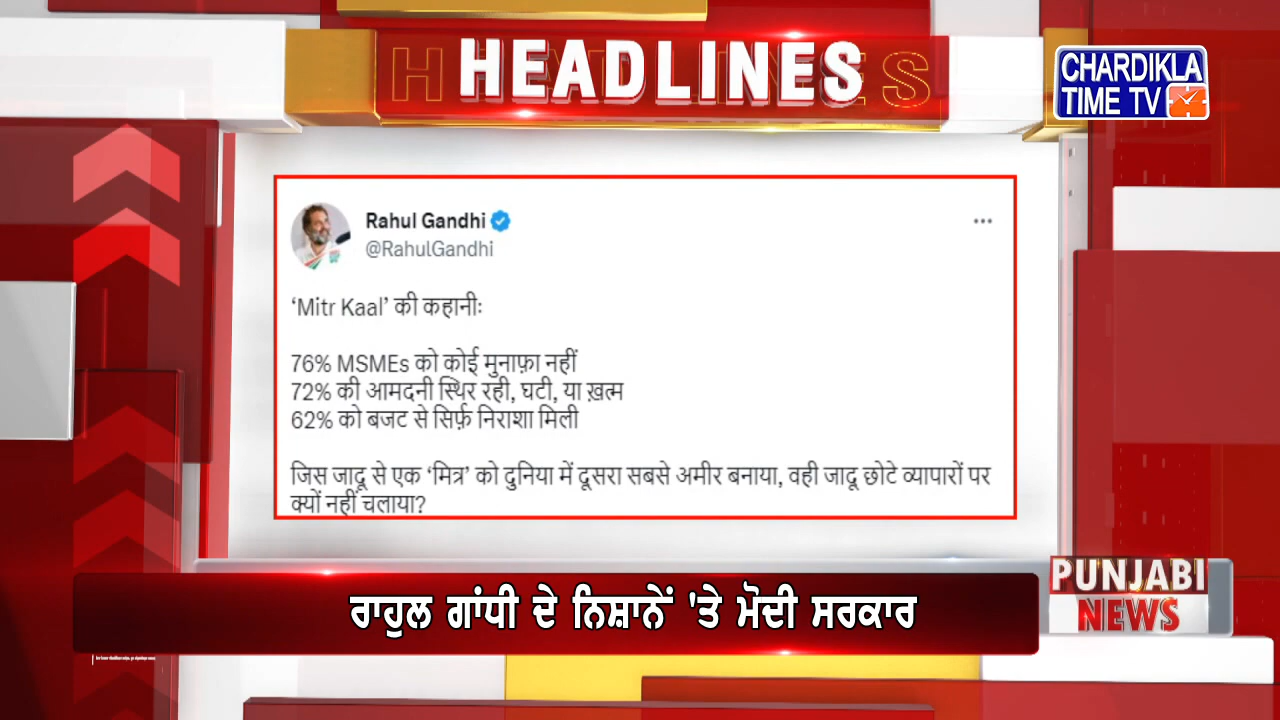 HEADLINES
CHARDIKLA
TIME TV
Rahul Gandhi
@RahulGandhi
‘Mitr Kaal’ की कहानीः
76% MSMEs को कोई मुनाफ़ा नहीं
72% की आमदनी स्थिर रही, घटी, या ख़त्म
62% को बजट से सिर्फ़ निराशा मिली
जिस जादू से एक ‘मित्र’ को दुनिया में दूसरा सबसे अमीर बनाया, वही जादू छोटे व्यापारों पर
क्यों नहीं चलाया?
PUNJABI
NEWS
ਰਾਹੁਲ ਗਾਂਧੀ ਦੇ ਨਿਸ਼ਾਨੇਂ 'ਤੇ ਮੋਦੀ ਸਰਕਾਰ